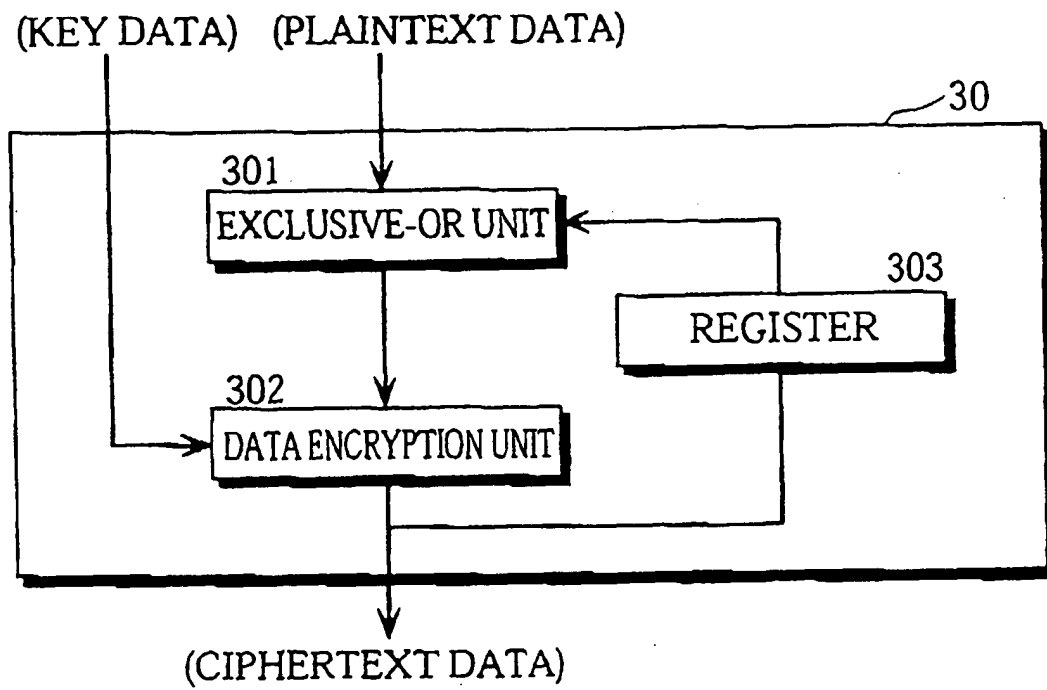 (KEY DATA) (PLAINTEXT DATA)
30
301
EXCLUSIVE-OR UNIT
303
REGISTER
302
DATA ENCRYPTION UNIT
(CIPHERTEXT DATA)